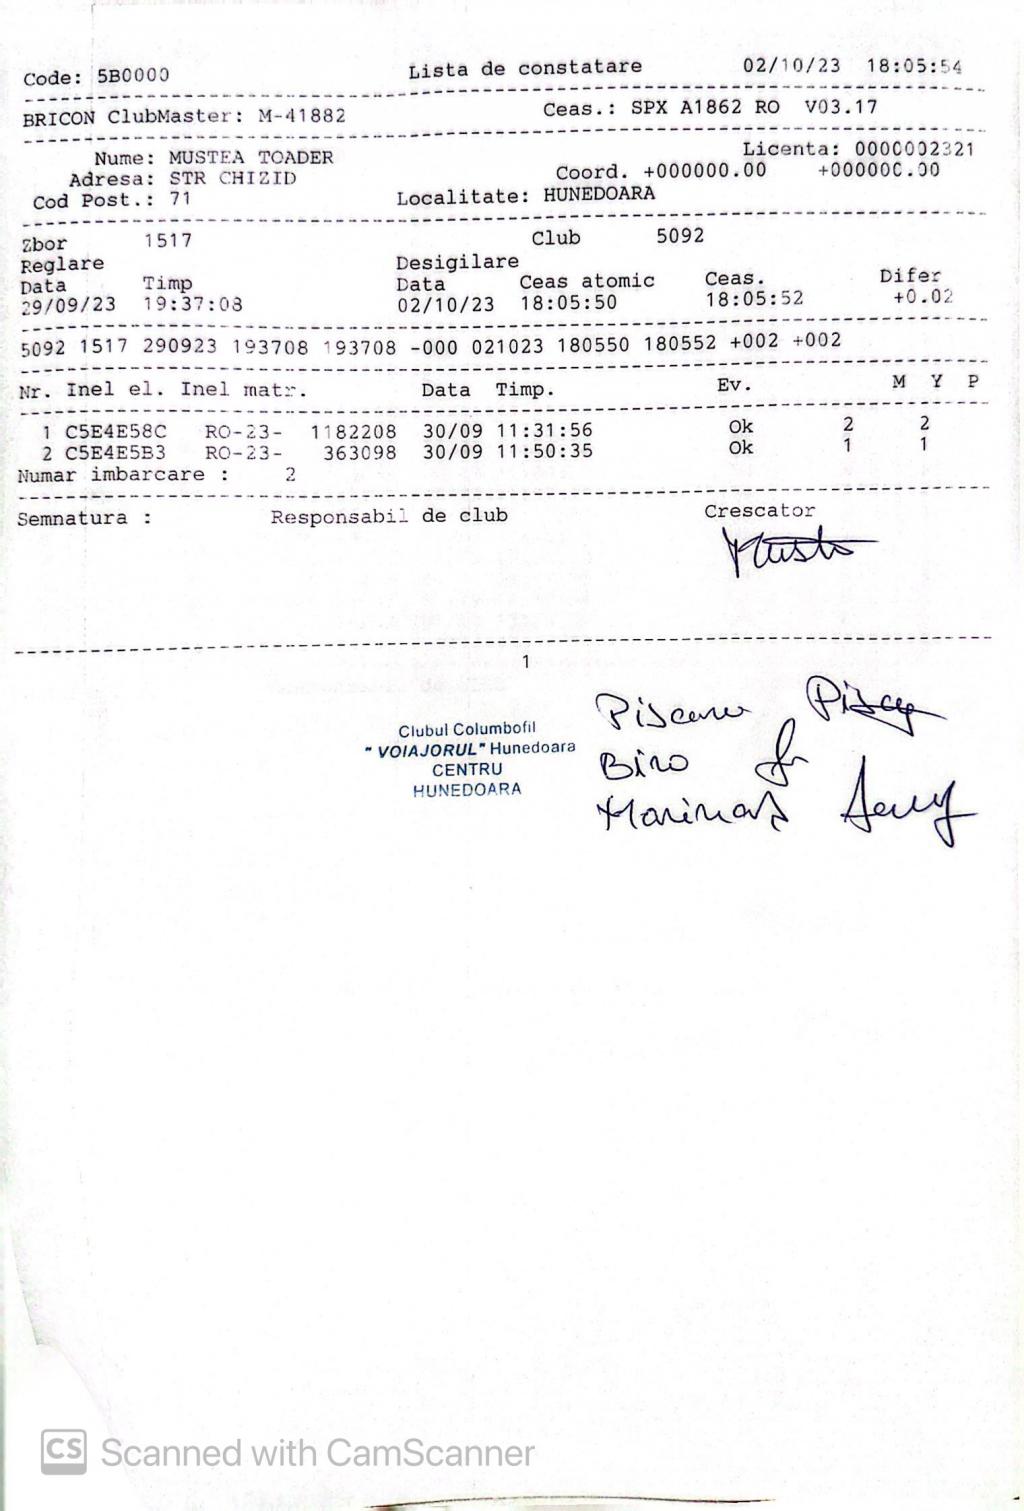 Code: 5B0000 Lista de constatare 02/10/23 18:05:54
BRICON ClubMaster: M-41882 Ceas.: SPX A1862 RO V03.17
Nume: MUSTEA TOADER Licenta: 0000002321
Adresa: STR CHIZID Coord. +000000.00 +000000.00
Cod Post.: 71 Localitate: HUNEDOARA
Zbor 1517 Club 5092
Reglare Desigilare
Data Timp Data Ceas atomic Ceas. Difer
29/09/23 19:37:08 02/10/23 18:05:50 18:05:52 +0.02
5092 1517 290923 193708 193708 -000 021023 180550 180552 +002 +002
Nr. Inel el. Inel matr. Data Timp. Ev. M Y P
1 C5E4E58C RO-23- 1182208 30/09 11:31:56 Ok 2 2
2 C5E4E5B3 RO-23- 363098 30/09 11:50:35 Ok 1 1
Numar imbarcare : 2
Semnatura : Responsabil de club Crescator
1
Clubul Columbofil
" VOIAJORUL" Hunedoara
CENTRU
HUNEDOARA
Biro
CS Scanned with CamScanner